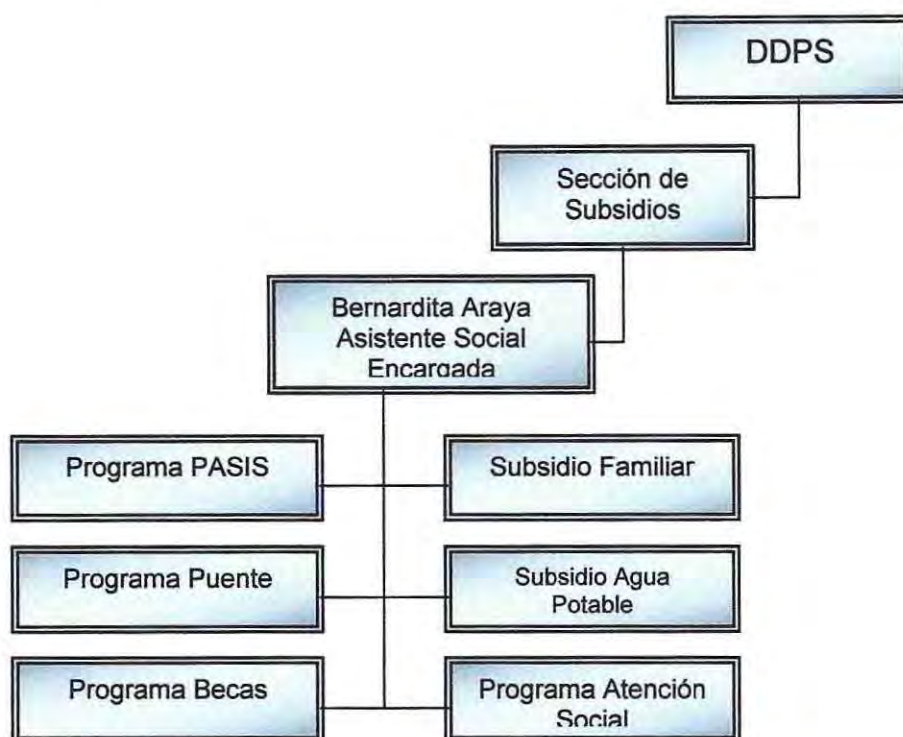 DDPS
Sección de
Subsidios
Bernardita Araya
Asistente Social
Encargada
Programa PASIS
Subsidio Familiar
Programa Puente
Subsidio Agua
Potable
Programa Becas
Programa Atención
Social